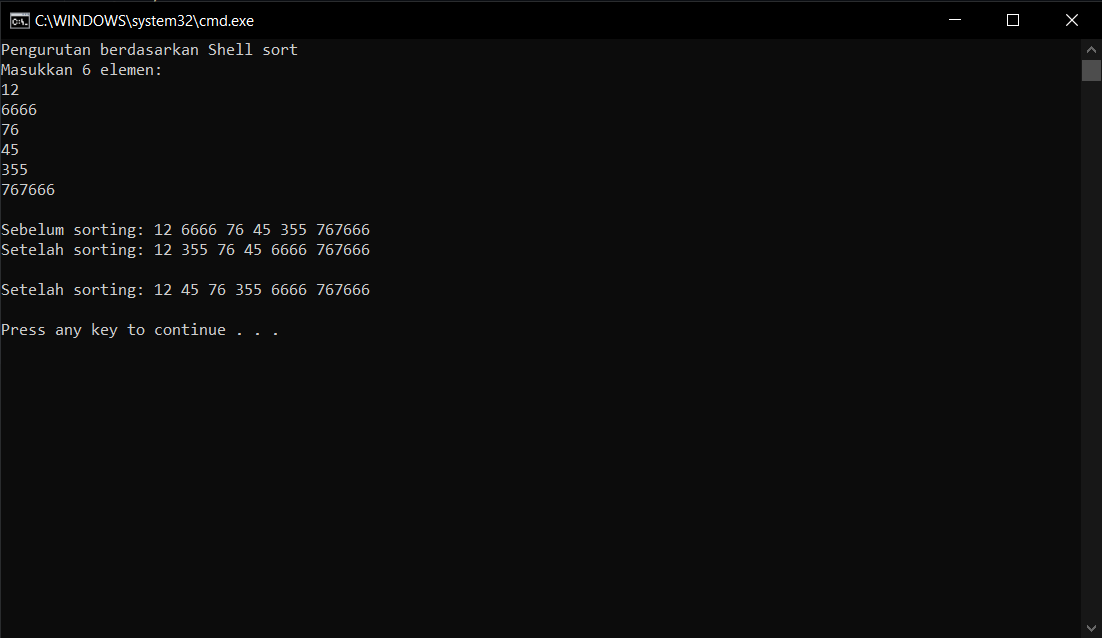 C:\WINDOWS\system32\cmd.exe
Pengurutan berdasarkan Shell sort
Masukkan 6 elemen:
12
6666
76
45
355
767666
Sebelum sorting: 12 6666 76 45 355 767666
Setelah sorting: 12 355 76 45 6666 767666
Setelah sorting: 12 45 76 355 6666 767666
Press any key to continue . . .